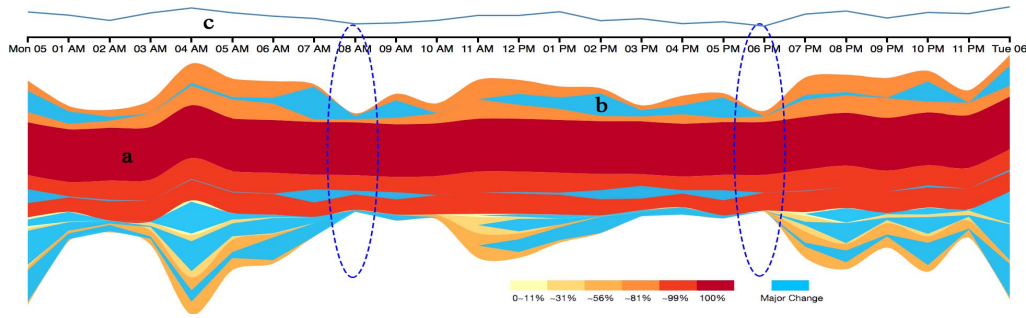 c
Mon 05 01 AM 02 AM 03 AM 04 AM 05 AM 06 AM 07 AM 08 AM 09 AM 10 AM 11 AM 12 PM 01 PM 02 PM 03 PM 04 PM 05 PM 06 PM 07 PM 08 PM 09 PM 10 PM 11 PM Tue 06
b
a
0~11% ~31% ~56% ~81% ~99% 100% Major Change